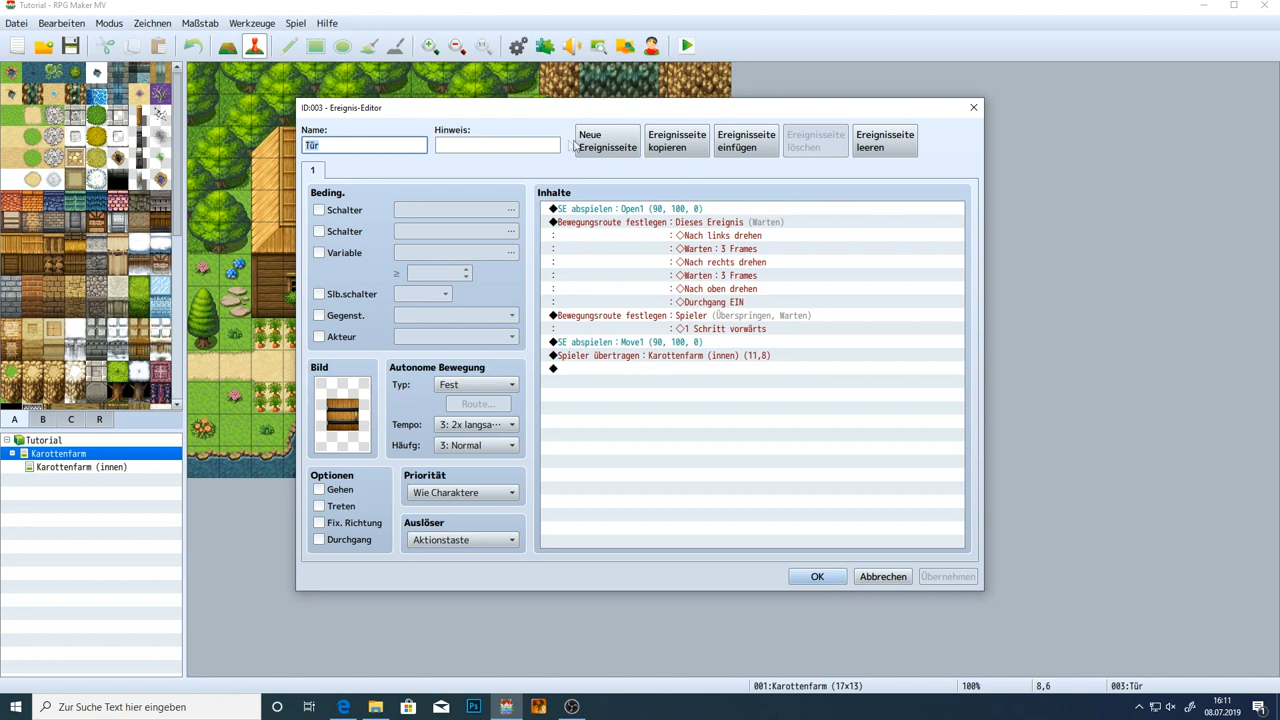 Tutorial - RPG Maker MV
Datei Bearbeiten Modus Zeichnen Maßstab Werkzeuge Spiel Hilfe
1:1
ID:003 - Ereignis-Editor
Name: Hinweis:
Tür
Neue Ereignisseite
Ereignisseite kopieren
Ereignisseite einfügen
Ereignisseite löschen
Ereignisseite leeren
1
Beding.
Schalter ...
Schalter ...
Variable ...
≥
Slb.schalter
Gegenst.
Akteur
Bild
Autonome Bewegung
Typ: Fest
Route...
Tempo: 3: 2x langsa···
Häufg: 3: Normal
Optionen
Gehen
Treten
Fix. Richtung
Durchgang
Priorität
Wie Charaktere
Auslöser
Aktionstaste
Inhalte
◆SE abspielen：Open1 (90, 100, 0)
◆Bewegungsroute festlegen：Dieses Ereignis (Warten)
： ：◇Nach links drehen
： ：◇Warten：3 Frames
： ：◇Nach rechts drehen
： ：◇Warten：3 Frames
： ：◇Nach oben drehen
： ：◇Durchgang EIN
◆Bewegungsroute festlegen：Spieler (Überspringen, Warten)
： ：◇1 Schritt vorwärts
◆SE abspielen：Move1 (90, 100, 0)
◆Spieler übertragen：Karottenfarm (innen) (11,8)
◆
OK Abbrechen Übernehmen
A B C R
Tutorial
Karottenfarm
Karottenfarm (innen)
001:Karottenfarm (17×13) 100% 8,6 003:Tür
Zur Suche Text hier eingeben
Ps
16:11
08.07.2019
1